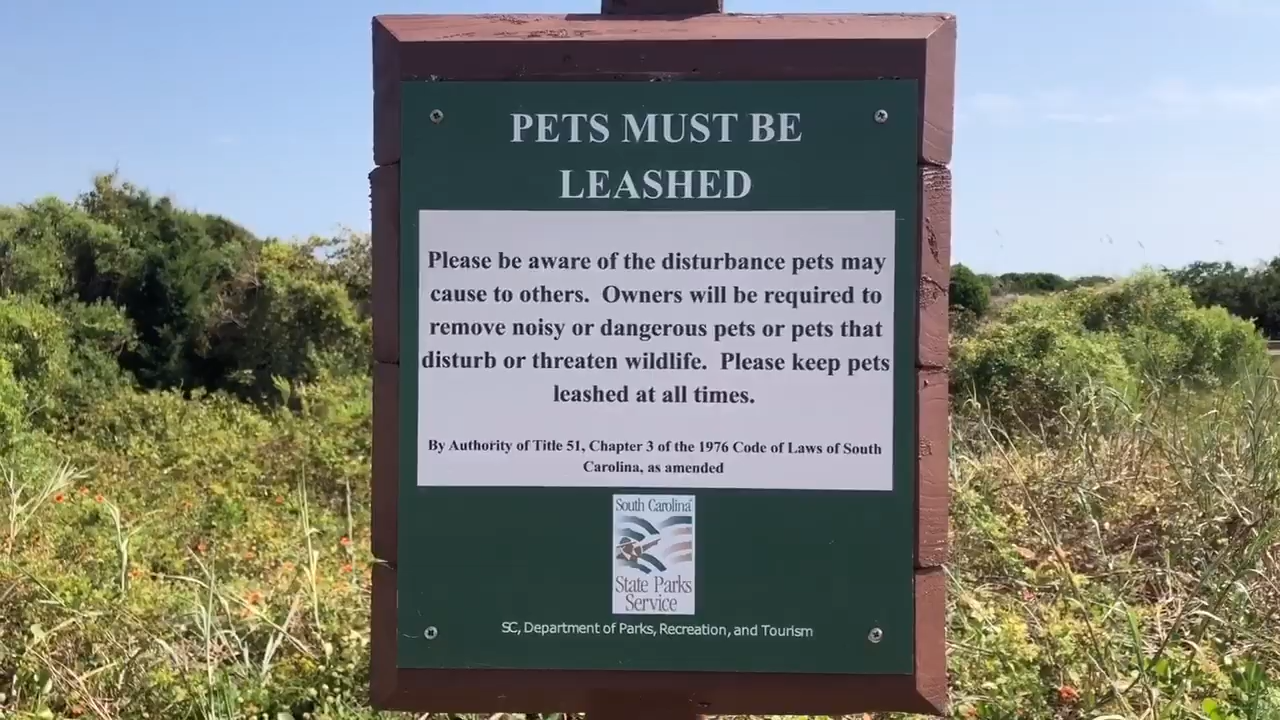 PETS MUST BE
LEASHED
Please be aware of the disturbance pets may
cause to others.  Owners will be required to
remove noisy or dangerous pets or pets that
disturb or threaten wildlife.  Please keep pets
leashed at all times.
By Authority of Title 51, Chapter 3 of the 1976 Code of Laws of South
Carolina, as amended
South Carolina
State Parks
Service
SC, Department of Parks, Recreation, and Tourism